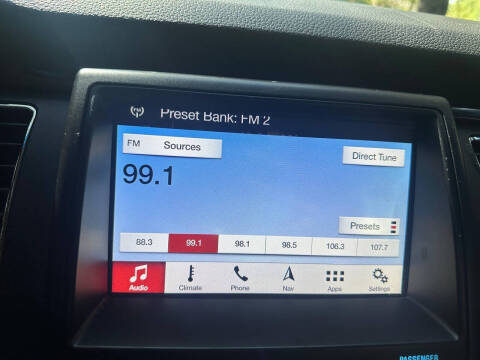 Preset Bank: FM 2
FM Sources
Direct Tune
99.1
Presets
88.3 99.1 98.1 98.5 106.3 107.7
Audio Climate Phone Nav Apps Settings
PASSENGER